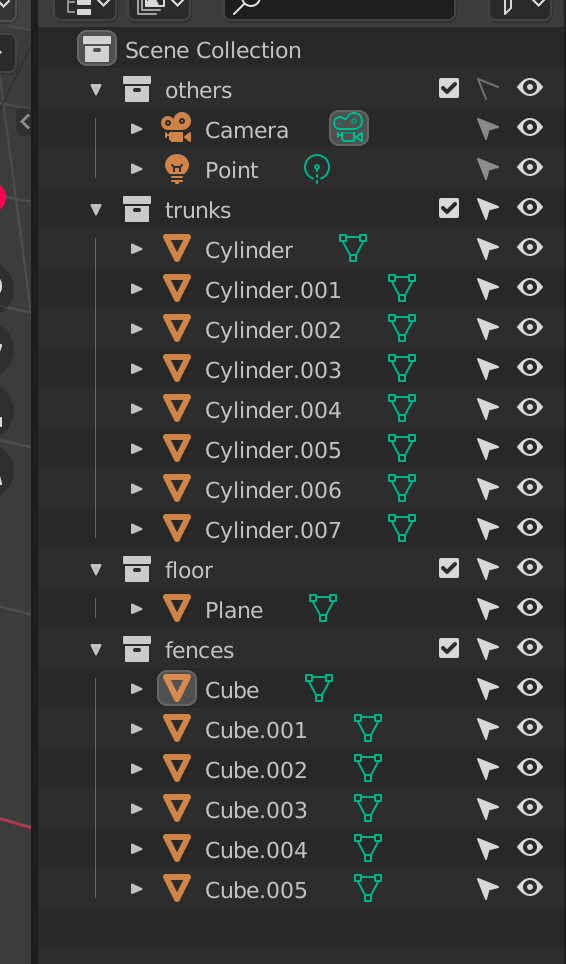 Scene Collection
others
Camera
Point
trunks
Cylinder
Cylinder.001
Cylinder.002
Cylinder.003
Cylinder.004
Cylinder.005
Cylinder.006
Cylinder.007
floor
Plane
fences
Cube
Cube.001
Cube.002
Cube.003
Cube.004
Cube.005